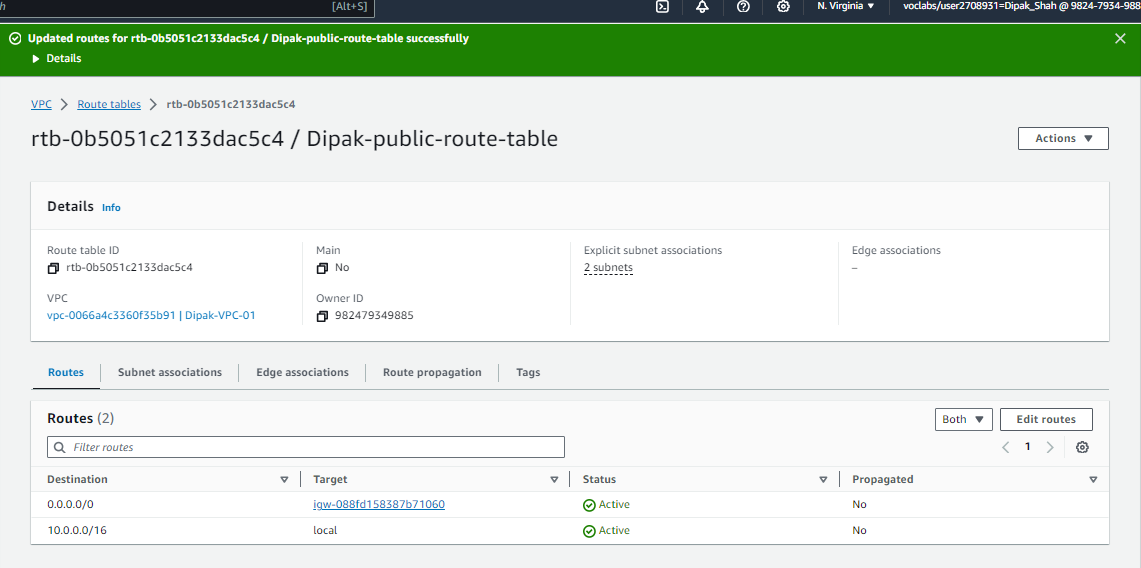 [Alt+S] N. Virginia voclabs/user2708931=Dipak_Shah @ 9824-7934-988
Updated routes for rtb-0b5051c2133dac5c4 / Dipak-public-route-table successfully
Details
VPC Route tables rtb-0b5051c2133dac5c4
rtb-0b5051c2133dac5c4 / Dipak-public-route-table
Actions
Details Info
Route table ID Main Explicit subnet associations Edge associations
rtb-0b5051c2133dac5c4 No 2 subnets –
VPC Owner ID
vpc-0066a4c3360f35b91 | Dipak-VPC-01 982479349885
Routes Subnet associations Edge associations Route propagation Tags
Routes (2) Both Edit routes
Filter routes 1
Destination Target Status Propagated
0.0.0.0/0 igw-088fd158387b71060 Active No
10.0.0.0/16 local Active No